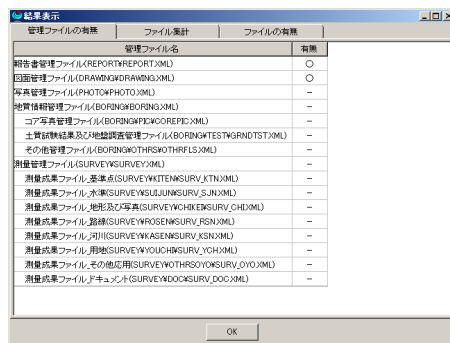 結果表示
管理ファイルの有無 ファイル集計 ファイルの有無
管理ファイル名 有無
報告書管理ファイル(REPORT¥REPORT.XML) ○
図面管理ファイル(DRAWING¥DRAWING.XML) ○
写真管理ファイル(PHOTO¥PHOTO.XML) －
地質情報管理ファイル(BORING¥BORING.XML) －
コア写真管理ファイル(BORING¥PIC¥COREPIC.XML) －
土質試験結果及び地盤調査管理ファイル(BORING¥TEST¥GRNDTST.XML) －
その他管理ファイル(BORING¥OTHRS¥OTHRFLS.XML) －
測量管理ファイル(SURVEY¥SURVEY.XML) －
測量成果ファイル_基準点(SURVEY¥KITEN¥SURV_KTN.XML) －
測量成果ファイル_水準(SURVEY¥SUIJUN¥SURV_SJN.XML) －
測量成果ファイル_地形及び写真(SURVEY¥CHIKEI¥SURV_CHI.XML) －
測量成果ファイル_路線(SURVEY¥ROSEN¥SURV_RSN.XML) －
測量成果ファイル_河川(SURVEY¥KASEN¥SURV_KSN.XML) －
測量成果ファイル_用地(SURVEY¥YOUCHI¥SURV_YCH.XML) －
測量成果ファイル_その他応用(SURVEY¥OTHRSOYO¥SURV_OYO.XML) －
測量成果ファイル_ドキュメント(SURVEY¥DOC¥SURV_DOC.XML) －
OK